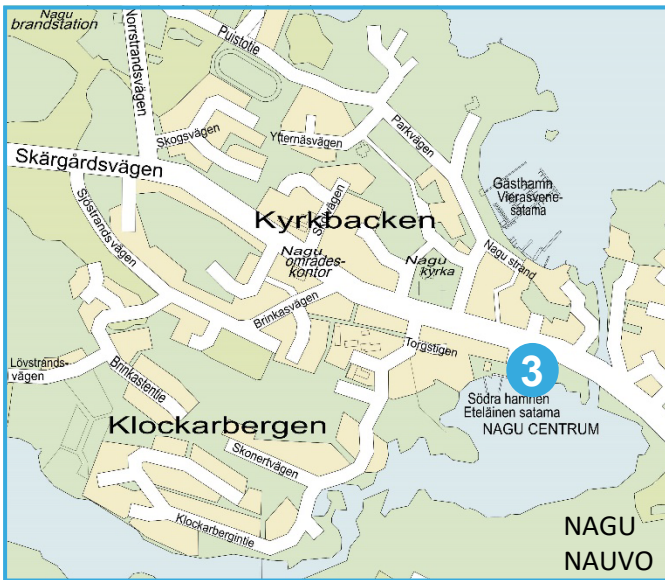 Nagu
brandstation
Norrstrandsvägen
Puistotie
Skogsvägen
Ytternäsvägen
Parkvägen
Skärgårdsvägen
Sjöstrandsvägen
Gästhamn
Vierasvene-
satama
Kyrkbacken
Nagu
områdes-
kontor
Nagu
kyrka
Nagu strand
Brinkasvägen
Torgstigen
Lövstrands-
vägen
Brinkastentie
3
Södra hamnen
Eteläinen satama
NAGU CENTRUM
Klockarbergen
Skonertvägen
Klockarbergintie
NAGU
NAUVO